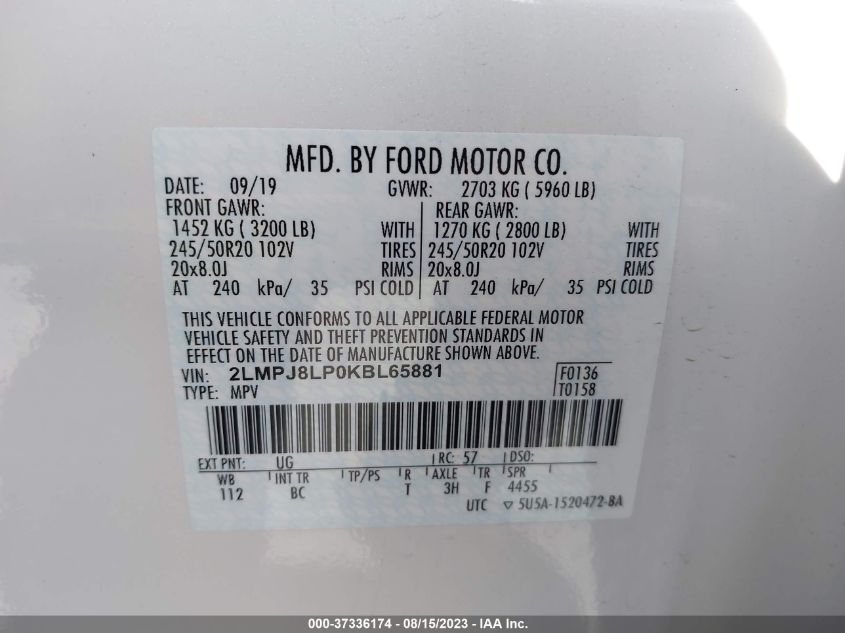 MFD. BY FORD MOTOR CO.
DATE: 09/19 GVWR: 2703 KG ( 5960 LB)
FRONT GAWR: REAR GAWR:
1452 KG ( 3200 LB) WITH 1270 KG ( 2800 LB) WITH
245/50R20 102V TIRES 245/50R20 102V TIRES
20x8.0J RIMS 20x8.0J RIMS
AT 240 kPa/ 35 PSI COLD AT 240 kPa/ 35 PSI COLD
THIS VEHICLE CONFORMS TO ALL APPLICABLE FEDERAL MOTOR
VEHICLE SAFETY AND THEFT PREVENTION STANDARDS IN
EFFECT ON THE DATE OF MANUFACTURE SHOWN ABOVE.
VIN: 2LMPJ8LP0KBL65881 F0136
TYPE: MPV T0158
EXT PNT: UG RC: 57 DSO:
WB INT TR TP/PS R AXLE TR SPR
112 BC T 3H F 4455
UTC ▽ 5U5A-1520472-BA
000-37336174 - 08/15/2023 - IAA Inc.